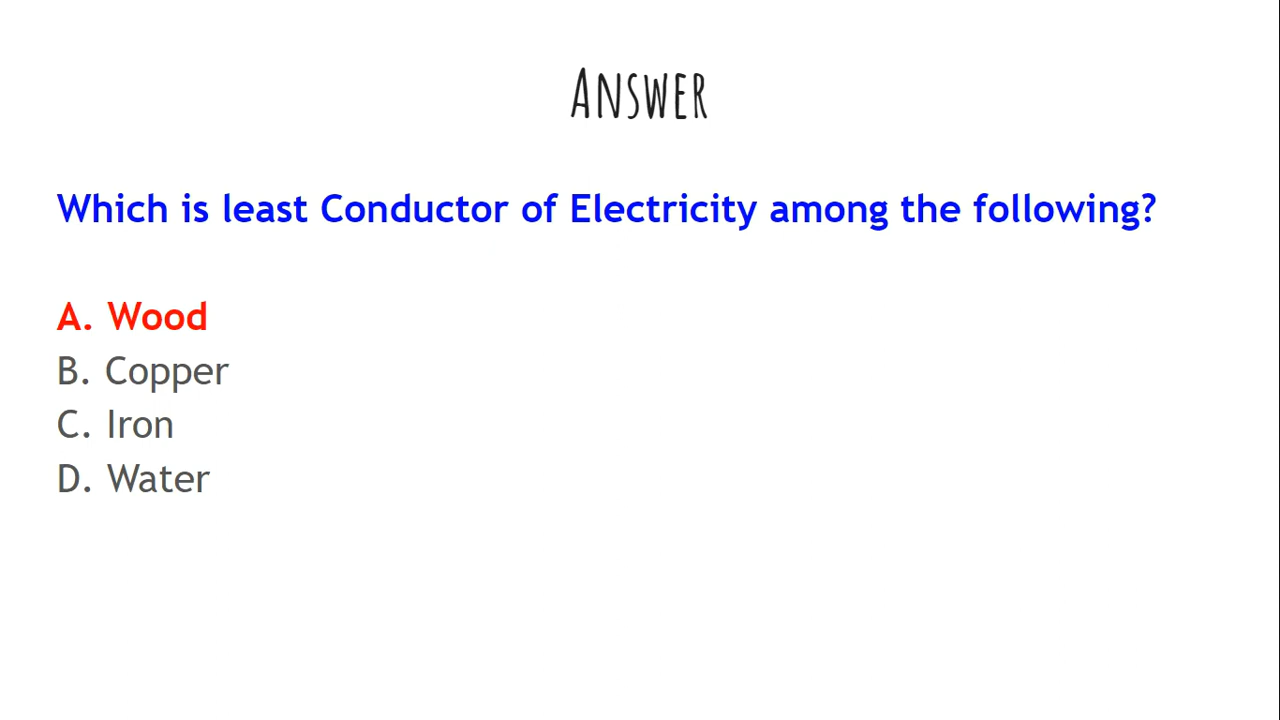 Answer
Which is least Conductor of Electricity among the following?
A. Wood
B. Copper
C. Iron
D. Water